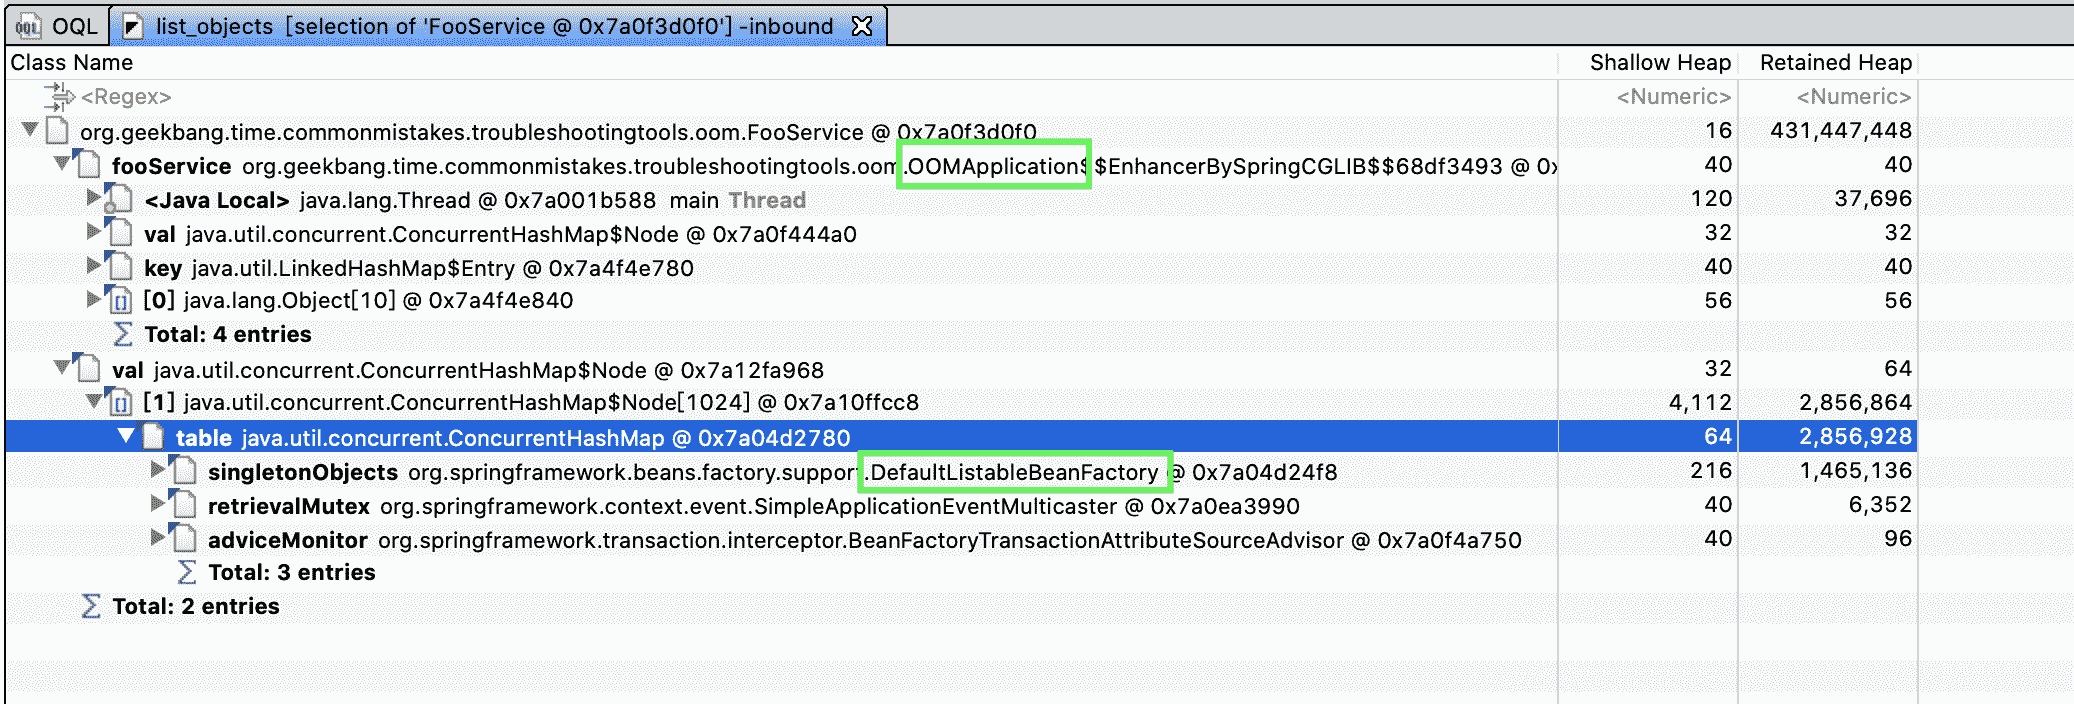 OQL list_objects [selection of 'FooService @ 0x7a0f3d0f0'] -inbound
Class Name Shallow Heap Retained Heap
<Regex> <Numeric> <Numeric>
org.geekbang.time.commonmistakes.troubleshootingtools.oom.FooService @ 0x7a0f3d0f0 16 431,447,448
fooService org.geekbang.time.commonmistakes.troubleshootingtools.oom.OOMApplication$$EnhancerBySpringCGLIB$$68df3493 @ 0x 40 40
<Java Local> java.lang.Thread @ 0x7a001b588 main Thread 120 37,696
val java.util.concurrent.ConcurrentHashMap$Node @ 0x7a0f444a0 32 32
key java.util.LinkedHashMap$Entry @ 0x7a4f4e780 40 40
[0] java.lang.Object[10] @ 0x7a4f4e840 56 56
Total: 4 entries
val java.util.concurrent.ConcurrentHashMap$Node @ 0x7a12fa968 32 64
[1] java.util.concurrent.ConcurrentHashMap$Node[1024] @ 0x7a10ffcc8 4,112 2,856,864
table java.util.concurrent.ConcurrentHashMap @ 0x7a04d2780 64 2,856,928
singletonObjects org.springframework.beans.factory.support.DefaultListableBeanFactory @ 0x7a04d24f8 216 1,465,136
retrievalMutex org.springframework.context.event.SimpleApplicationEventMulticaster @ 0x7a0ea3990 40 6,352
adviceMonitor org.springframework.transaction.interceptor.BeanFactoryTransactionAttributeSourceAdvisor @ 0x7a0f4a750 40 96
Total: 3 entries
Total: 2 entries